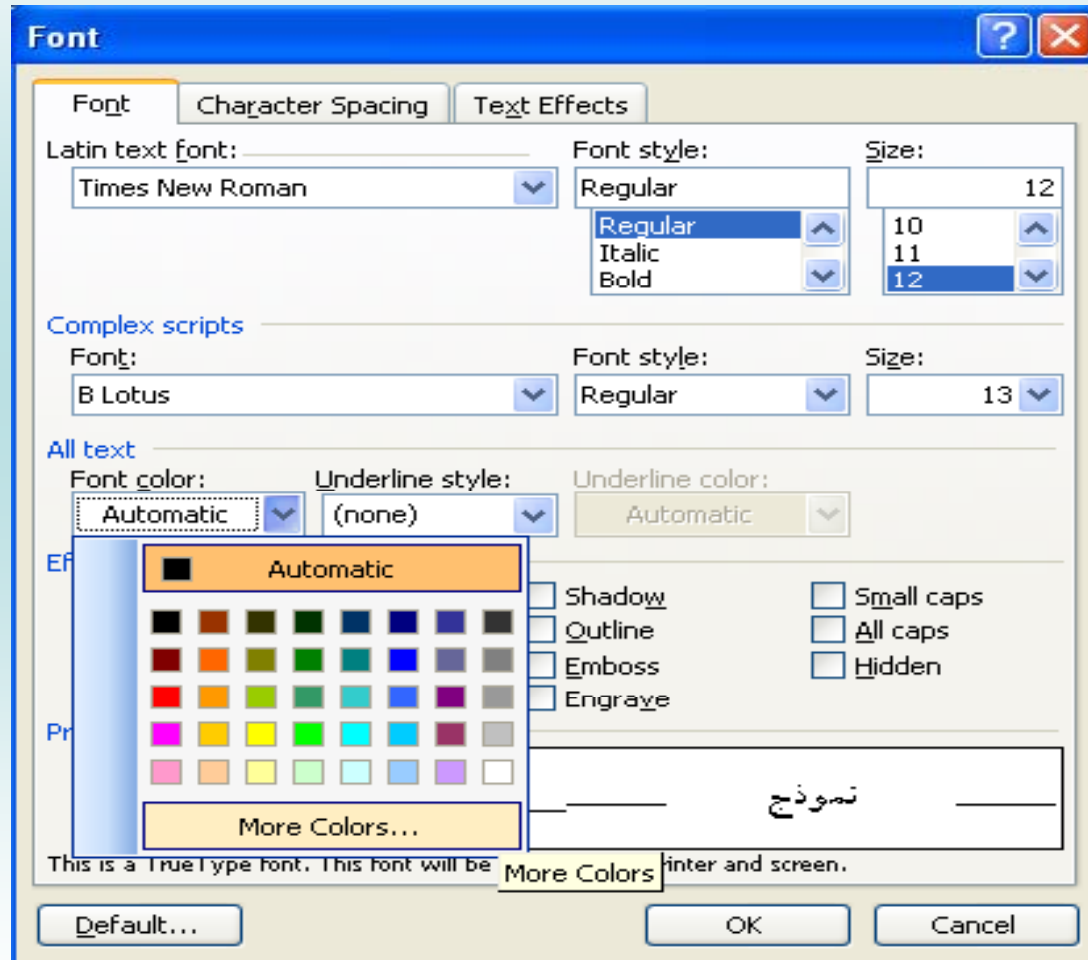 Font
Font Character Spacing Text Effects
Latin text font: Font style: Size:
Times New Roman Regular 12
Regular 10
Italic 11
Bold 12
Complex scripts
Font: Font style: Size:
B Lotus Regular 13
All text
Font color: Underline style: Underline color:
Automatic (none) Automatic
Ef
Automatic
Shadow Small caps
Outline All caps
Emboss Hidden
Engrave
Pr
نموذج
More Colors...
This is a TrueType font. This font will be inter and screen.
More Colors
Default... OK Cancel